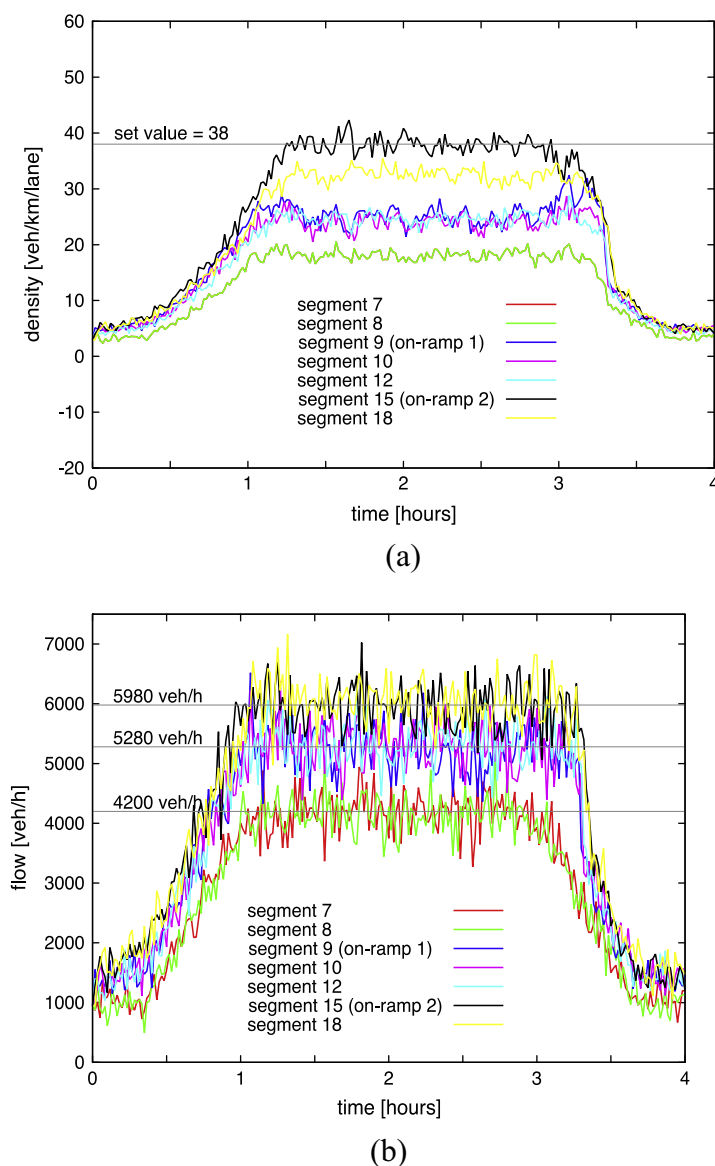 60
50
40
30
20
10
0
-10
-20
density [veh/km/lane]
set value = 38
segment 7
segment 8
segment 9 (on-ramp 1)
segment 10
segment 12
segment 15 (on-ramp 2)
segment 18
0 1 2 3 4
time [hours]
(a)
7000
6000
5000
4000
3000
2000
1000
0
flow [veh/h]
5980 veh/h
5280 veh/h
4200 veh/h
segment 7
segment 8
segment 9 (on-ramp 1)
segment 10
segment 12
segment 15 (on-ramp 2)
segment 18
0 1 2 3 4
time [hours]
(b)